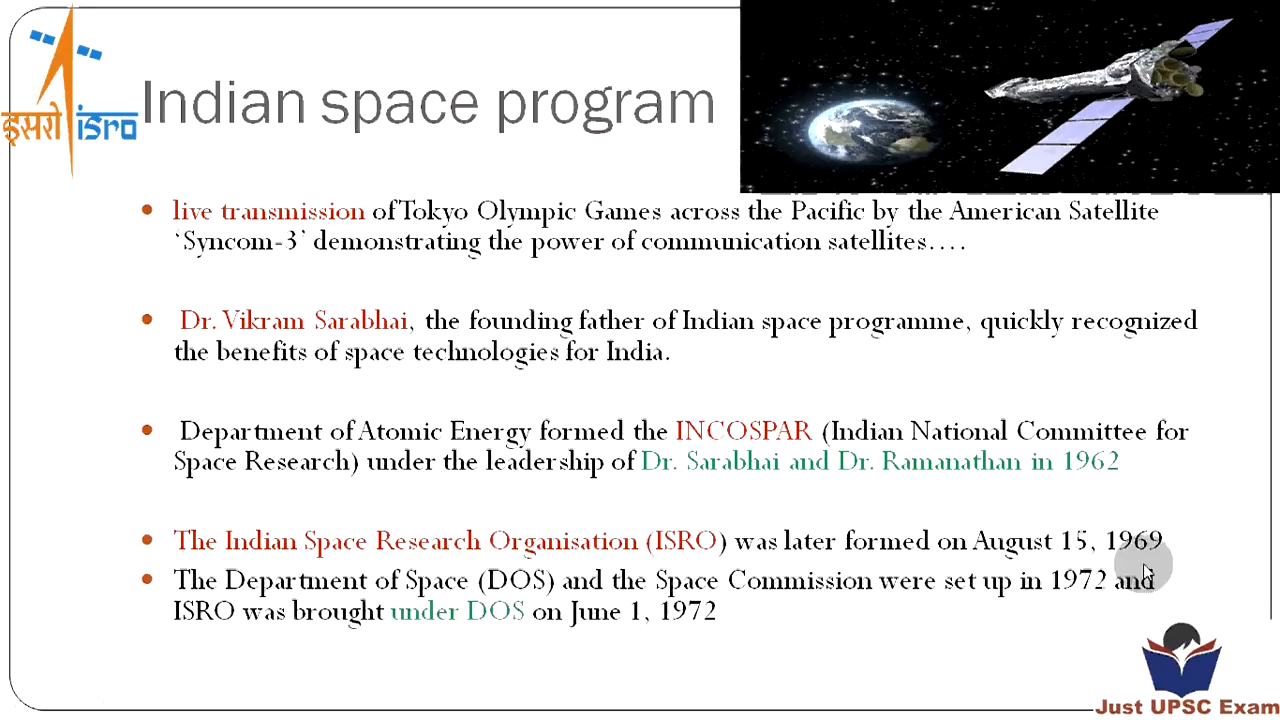 इसरो isro
Indian space program
• live transmission of Tokyo Olympic Games across the Pacific by the American Satellite
‘Syncom-3’ demonstrating the power of communication satellites….
• Dr. Vikram Sarabhai, the founding father of Indian space programme, quickly recognized
the benefits of space technologies for India.
• Department of Atomic Energy formed the INCOSPAR (Indian National Committee for
Space Research) under the leadership of Dr. Sarabhai and Dr. Ramanathan in 1962
• The Indian Space Research Organisation (ISRO) was later formed on August 15, 1969
• The Department of Space (DOS) and the Space Commission were set up in 1972 and
ISRO was brought under DOS on June 1, 1972
Just UPSC Exam